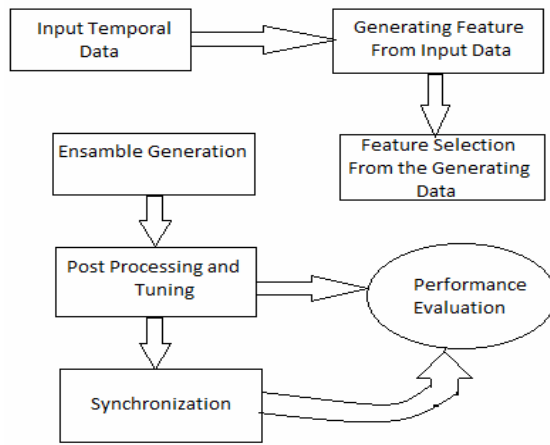 Input Temporal
Data
Generating Feature
From Input Data
Feature Selection
From the Generating
Data
Ensamble Generation
Post Processing and
Tuning
Performance
Evaluation
Synchronization